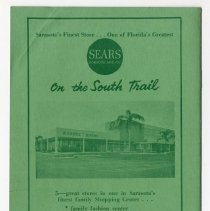 Sarasota's Finest Store . . . One of Florida's Greatest
SEARS
On the South Trail
5—great stores in one in Sarasota's
finest Family Shopping Center . . .
* family fashion center